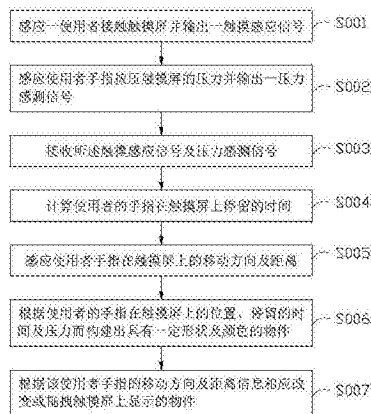 感应一使用者接触触摸屏并输出一触摸感应信号
S001
感应使用者手指按压触摸屏的压力并输出一压力
感测信号
S002
接收所述触摸感应信号及压力感测信号
S003
计算使用者的手指在触摸屏上停留的时间
S004
感应使用者手指在触摸屏上的移动方向及距离
S005
根据使用者的手指在触摸屏上的位置、停留的时
间及压力而构建出具有一定形状及颜色的物件
S006
根据该使用者手指的移动方向及距离信息相应改
变或拖拽触摸屏上显示的物件
S007